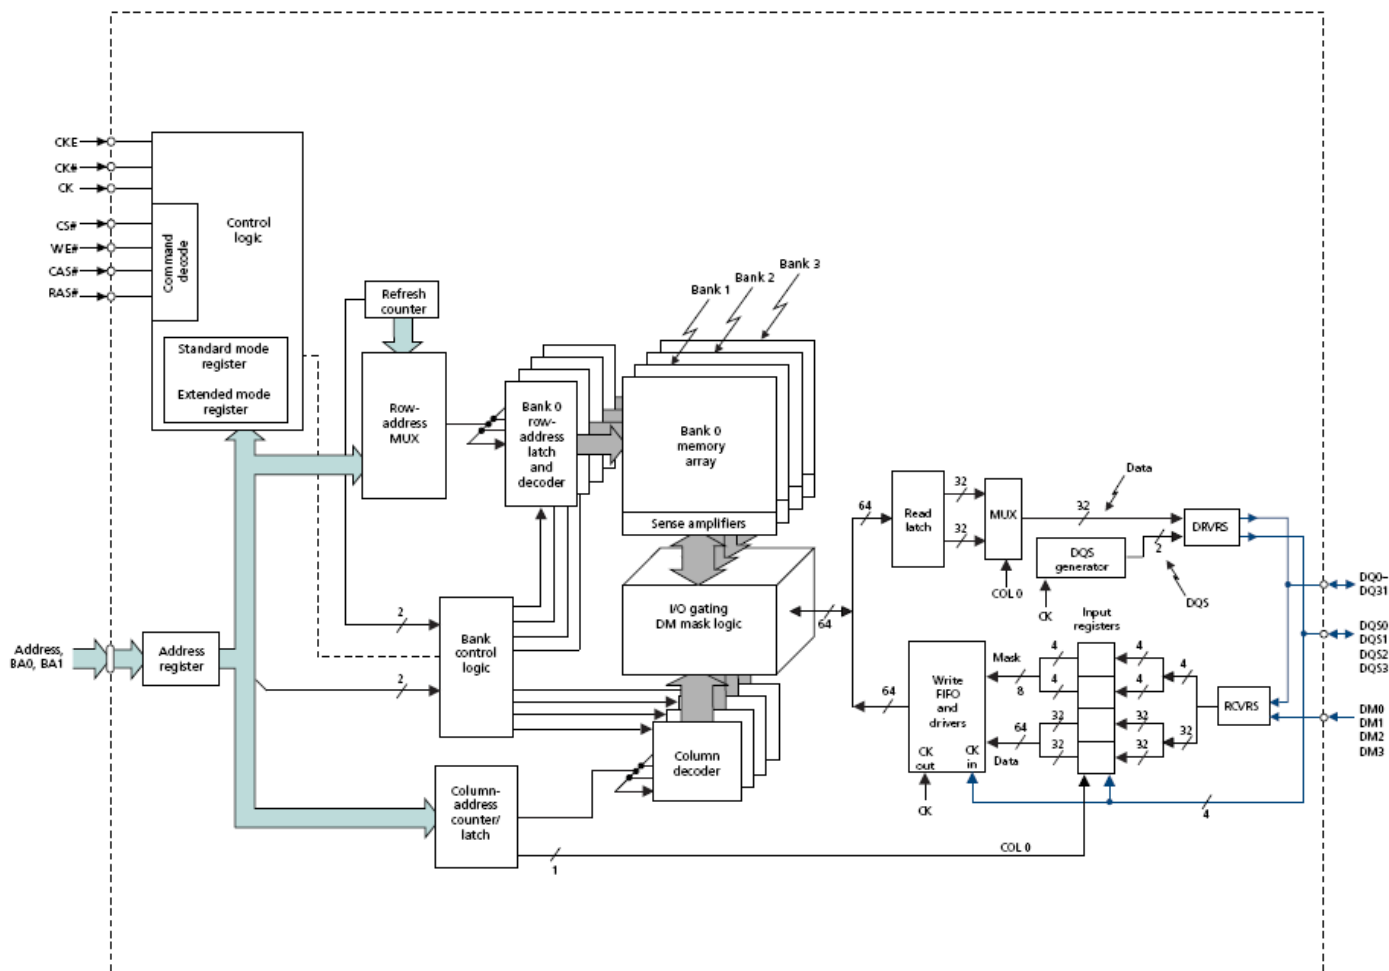 CKE
CK#
CK
CS#
WE#
CAS#
RAS#
Command
decode
Control
logic
Standard mode
register
Extended mode
register
Refresh
counter
Row-
address
MUX
Bank 0
row-
address
latch
and
decoder
Bank 1
Bank 2
Bank 3
Bank 0
memory
array
Sense amplifiers
I/O gating
DM mask logic
2
2
Bank
control
logic
Address,
BA0, BA1
Address
register
Column
decoder
Column-
address
counter/
latch
1
COL 0
64
64
64
Read
latch
32
32
MUX
COL 0
32
Data
DQS
generator
CK
2
DQS
DRVRS
DQ0–
DQ31
DQS0
DQS1
DQS2
DQS3
DM0
DM1
DM2
DM3
RCVRS
Input
registers
4
4
4
4
4
32
32
32
32
32
Mask
8
64
Data
Write
FIFO
and
drivers
CK
out
CK
in
CK
4